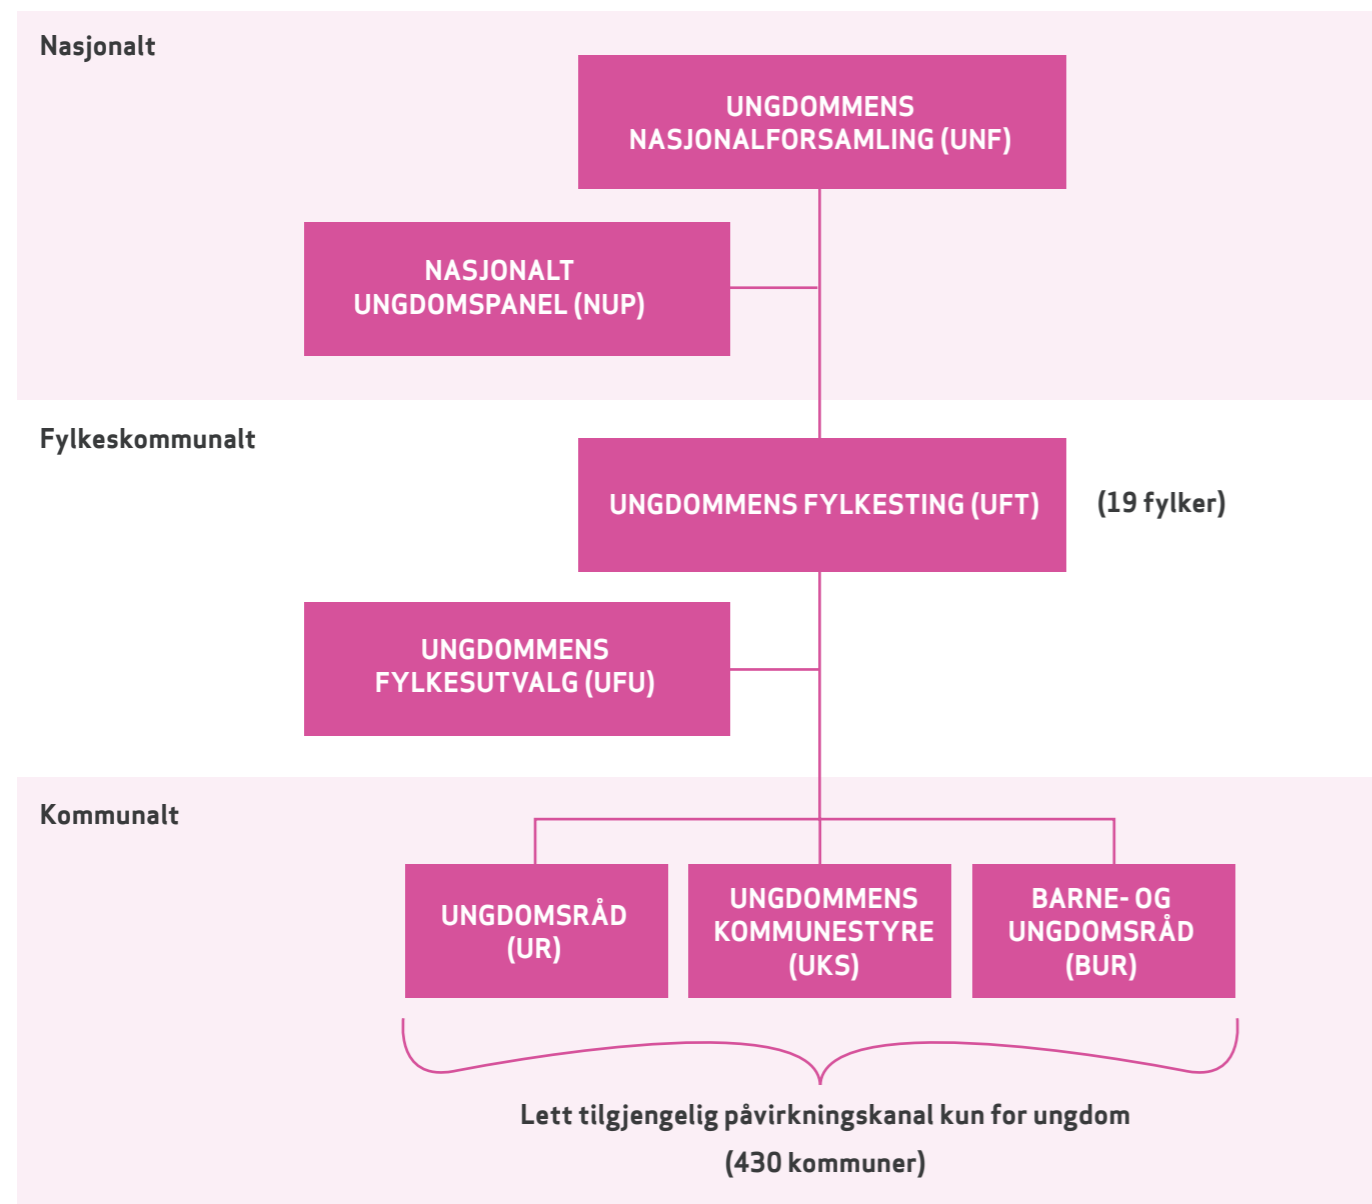 Nasjonalt
UNGDOMMENS
NASJONALFORSAMLING (UNF)
NASJONALT
UNGDOMSPANEL (NUP)
Fylkeskommunalt
UNGDOMMENS FYLKESTING (UFT)
(19 fylker)
UNGDOMMENS
FYLKESUTVALG (UFU)
Kommunalt
UNGDOMSRÅD
(UR)
UNGDOMMENS
KOMMUNESTYRE
(UKS)
BARNE- OG
UNGDOMSRÅD
(BUR)
Lett tilgjengelig påvirkningskanal kun for ungdom
(430 kommuner)